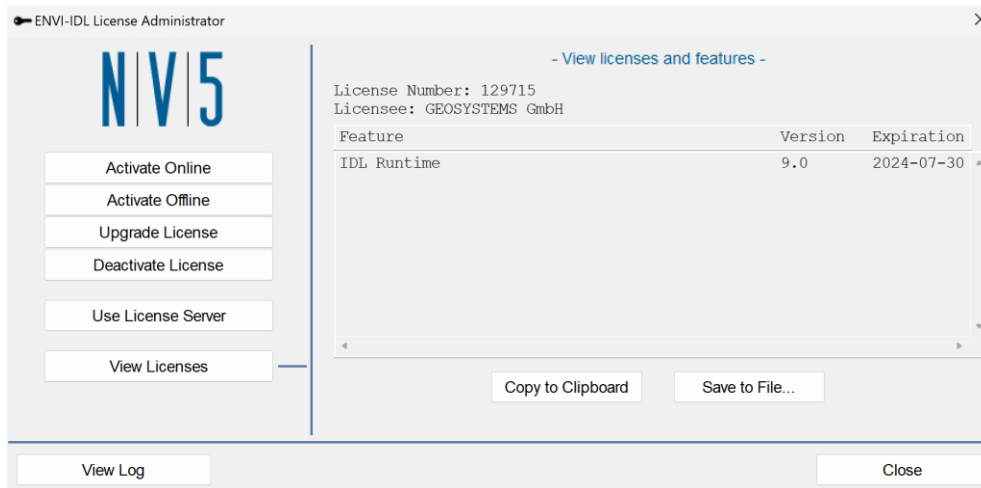 ENVI-IDL License Administrator
N|V|5
- View licenses and features -
License Number: 129715
Licensee: GEOSYSTEMS GmbH
Feature Version Expiration
IDL Runtime 9.0 2024-07-30
Activate Online
Activate Offline
Upgrade License
Deactivate License
Use License Server
View Licenses
Copy to Clipboard Save to File...
View Log Close